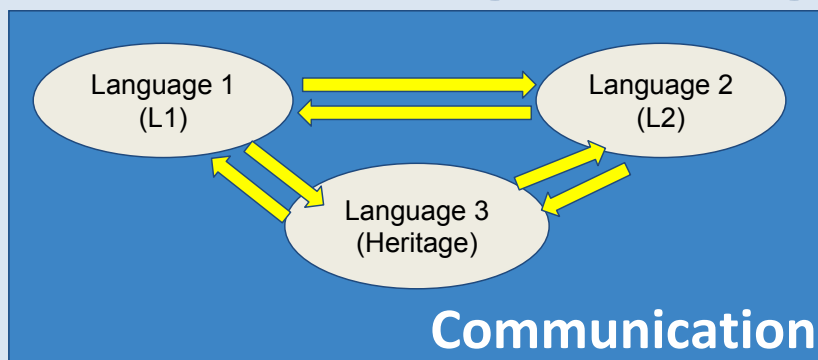 Language 1
(L1)
Language 2
(L2)
Language 3
(Heritage)
Communication